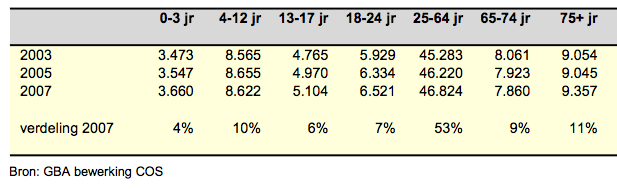 0-3 jr 4-12 jr 13-17 jr 18-24 jr 25-64 jr 65-74 jr 75+ jr
2003 3.473 8.565 4.765 5.929 45.283 8.061 9.054
2005 3.547 8.655 4.970 6.334 46.220 7.923 9.045
2007 3.660 8.622 5.104 6.521 46.824 7.860 9.357
verdeling 2007 4% 10% 6% 7% 53% 9% 11%
Bron: GBA bewerking COS